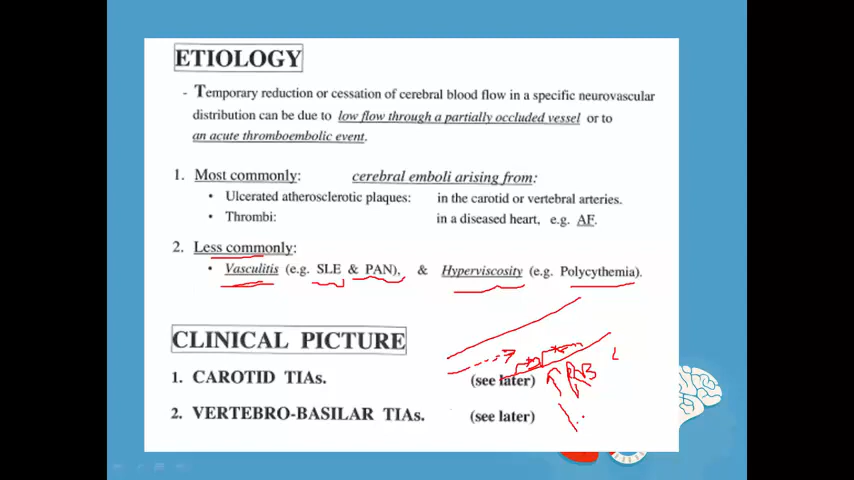 ETIOLOGY
- Temporary reduction or cessation of cerebral blood flow in a specific neurovascular
distribution can be due to low flow through a partially occluded vessel or to
an acute thromboembolic event.
1. Most commonly: cerebral emboli arising from:
• Ulcerated atherosclerotic plaques: in the carotid or vertebral arteries.
• Thrombi: in a diseased heart, e.g. AF.
2. Less commonly:
• Vasculitis (e.g. SLE & PAN), & Hyperviscosity (e.g. Polycythemia).
CLINICAL PICTURE
1. CAROTID TIAs. (see later)
2. VERTEBRO-BASILAR TIAs. (see later)